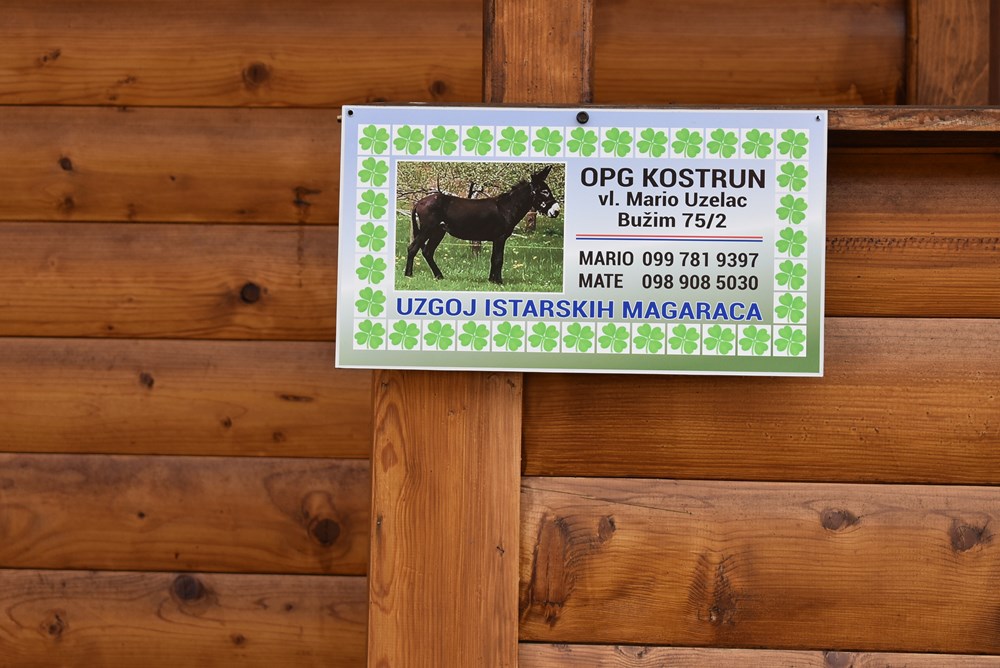 OPG KOSTRUN
vl. Mario Uzelac
Bužim 75/2
MARIO 099 781 9397
MATE 098 908 5030
UZGOJ ISTARSKIH MAGARACA